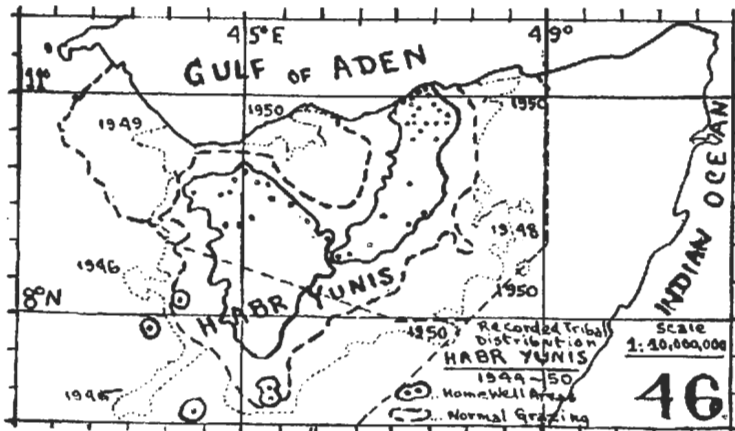 45°E
49°
GULF OF ADEN
11°
1950
1950
1949
INDIAN OCEAN
1948
1946
1950
8°N
HABR YUNIS
1950
Recorded Tribal
Distribution
HABR YUNIS
1944-50
Scale
1:10,000,000
46
Home Well Areas
Normal Grazing